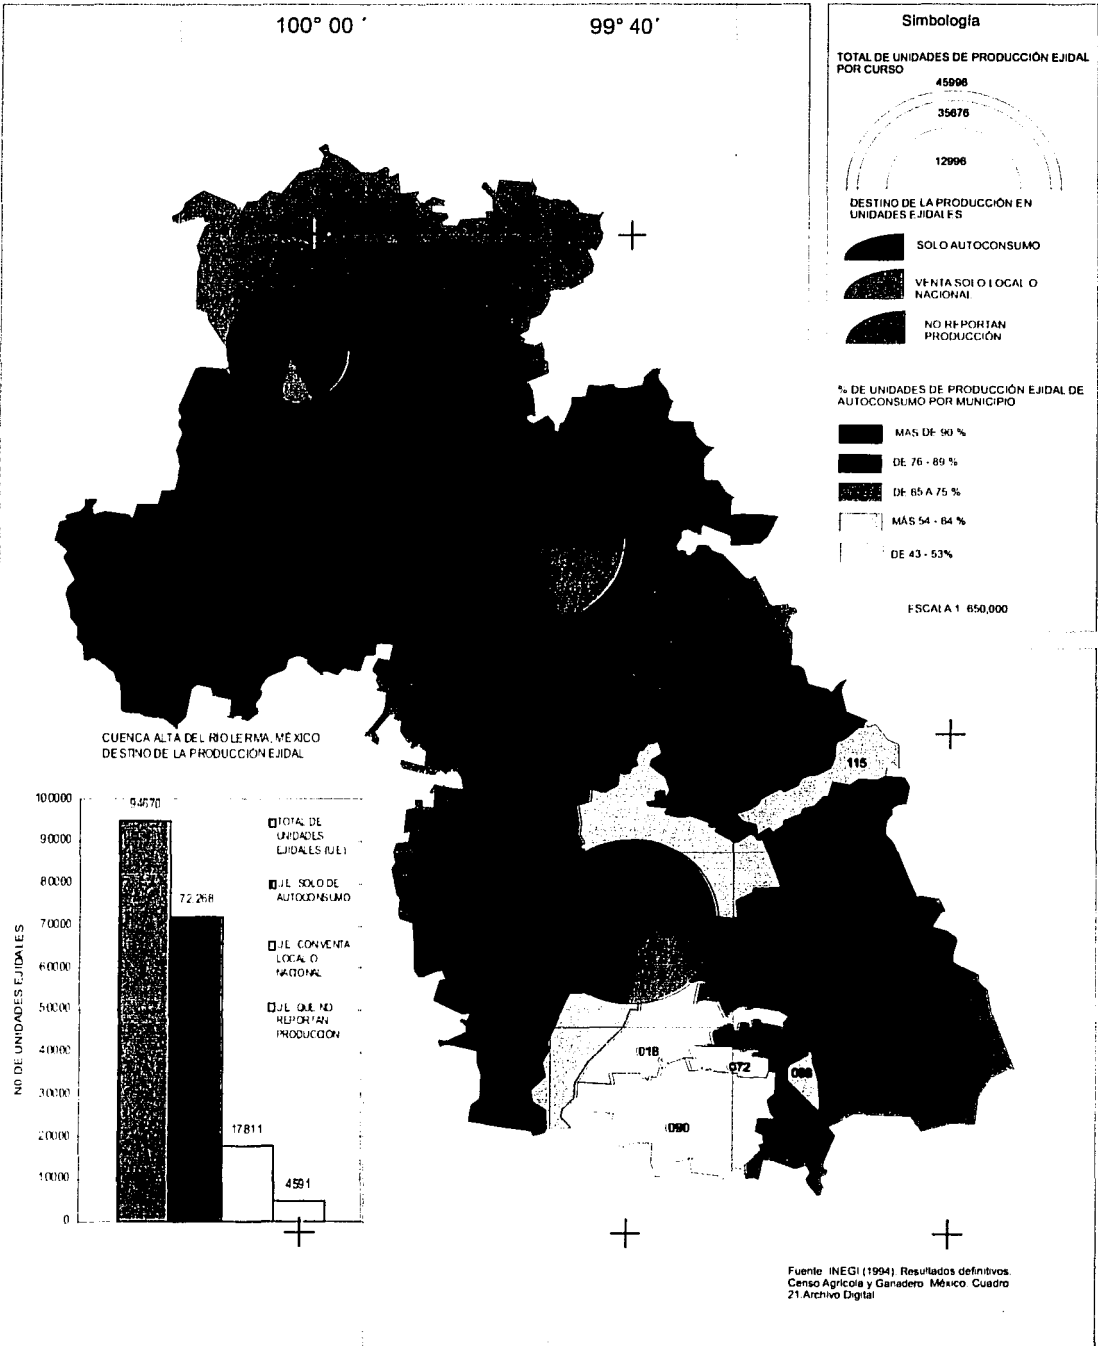 100° 00 ´
99° 40´
Simbología
TOTAL DE UNIDADES DE PRODUCCIÓN EJIDAL
POR CURSO
45996
35676
12996
DESTINO DE LA PRODUCCIÓN EN
UNIDADES EJIDALES
SOLO AUTOCONSUMO
VENTA SOLO LOCAL O
NACIONAL
NO REPORTAN
PRODUCCIÓN
% DE UNIDADES DE PRODUCCIÓN EJIDAL DE
AUTOCONSUMO POR MUNICIPIO
MAS DE 90 %
DE 76 - 89 %
DE 65 A 75 %
MÁS 54 - 64 %
DE 43 - 53%
ESCALA 1 650,000
115
018
072
090
CUENCA ALTA DEL RIO LERMA, MÉXICO
DESTINO DE LA PRODUCCIÓN EJIDAL
NO DE UNIDADES EJIDALES
100000
90000
80000
70000
60000
50000
40000
30000
20000
10000
0
94670
72,268
17811
4591
TOTAL DE
UNIDADES
EJIDALES (UE)
U.E. SOLO DE
AUTOCONSUMO
U.E. CON VENTA
LOCAL O
NACIONAL
U.E. QUE NO
REPORTAN
PRODUCCIÓN
Fuente INEGI (1994) Resultados definitivos.
Censo Agrícola y Ganadero México. Cuadro
21.Archivo Digital